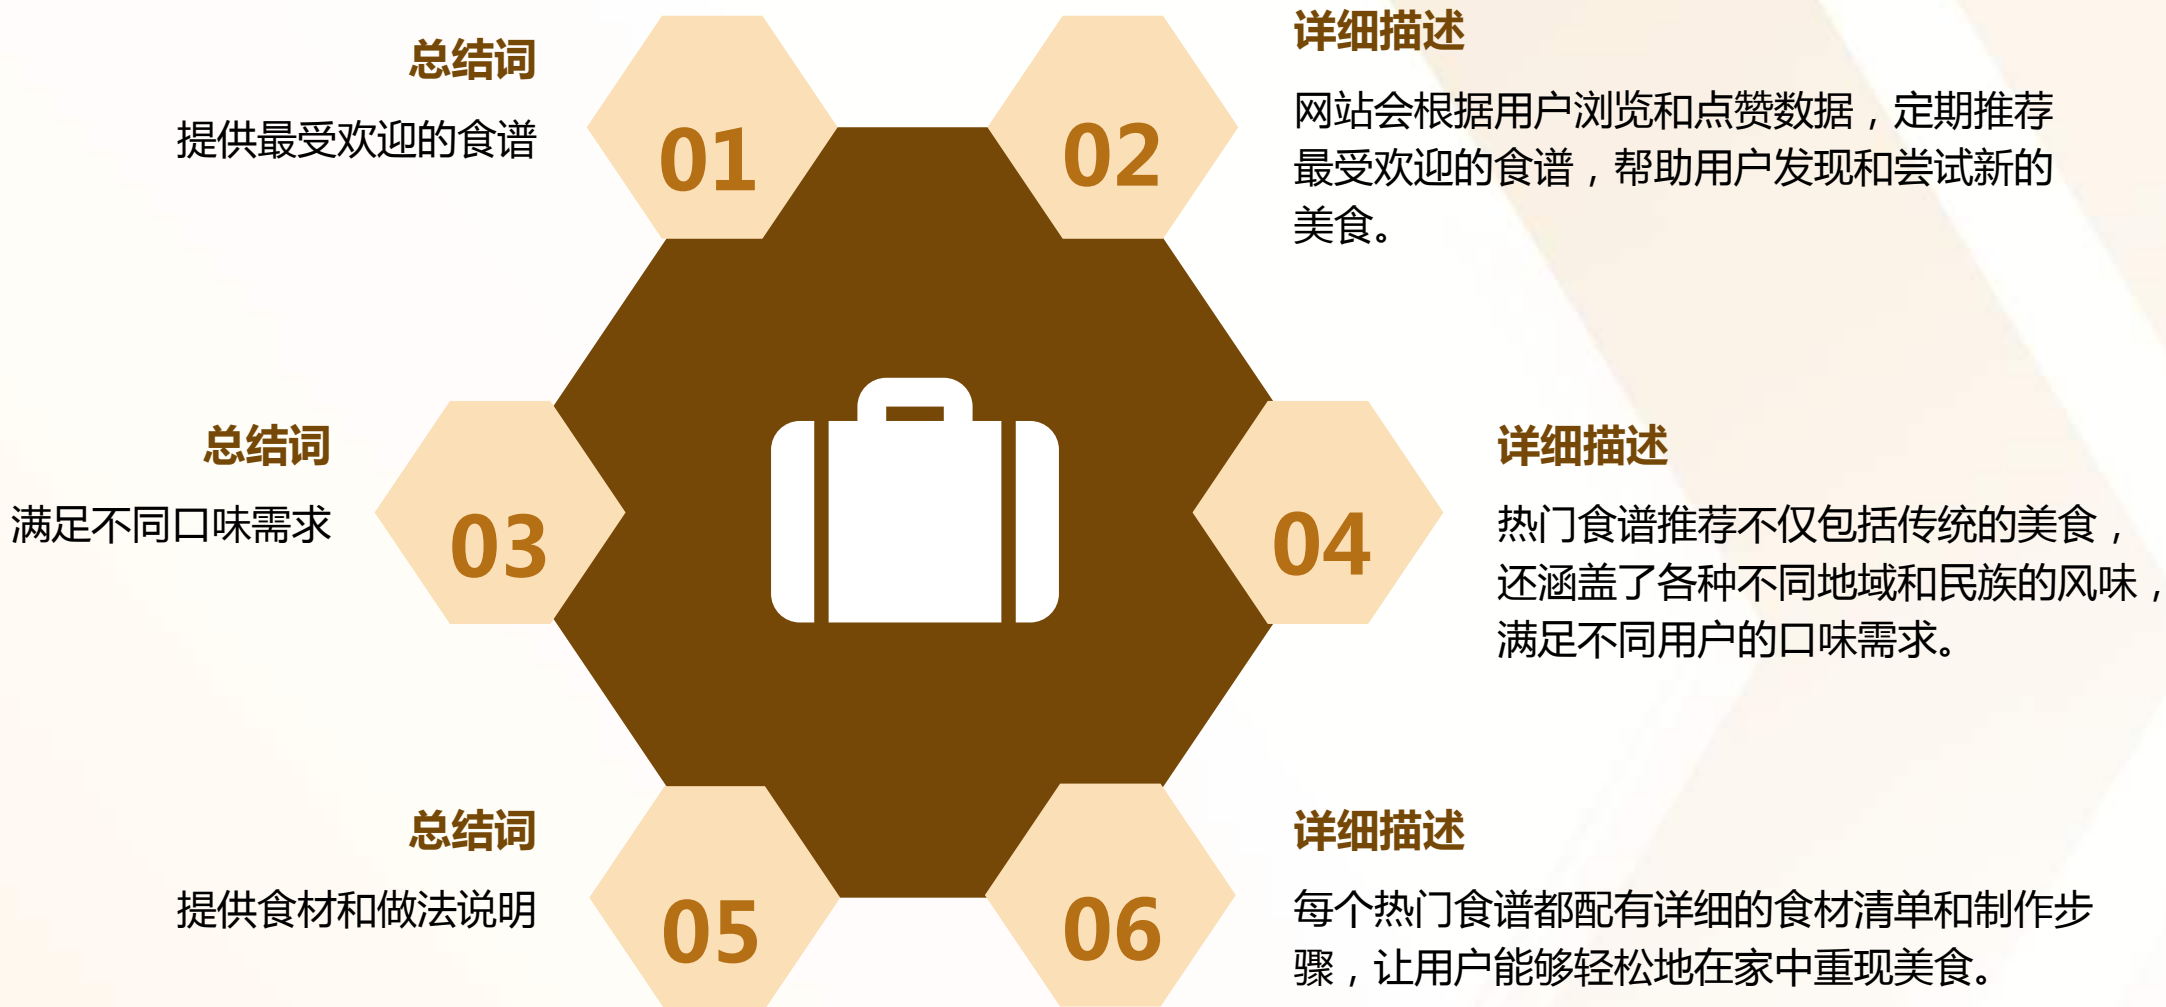 总结词
提供最受欢迎的食谱
01
02
详细描述
网站会根据用户浏览和点赞数据，定期推荐
最受欢迎的食谱，帮助用户发现和尝试新的
美食。
总结词
满足不同口味需求
03
04
详细描述
热门食谱推荐不仅包括传统的美食，
还涵盖了各种不同地域和民族的风味，
满足不同用户的口味需求。
总结词
提供食材和做法说明
05
06
详细描述
每个热门食谱都配有详细的食材清单和制作步
骤，让用户能够轻松地在家中重现美食。